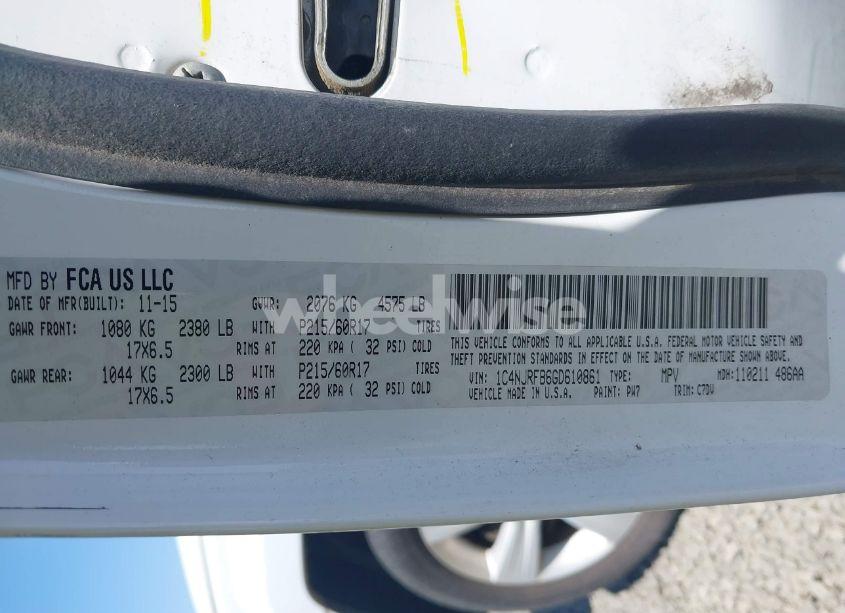 MFD BY FCA US LLC
DATE OF MFR(BUILT): 11-15 GVWR: 2076 KG 4575 LB
GAWR FRONT: 1080 KG 2380 LB WITH P215/60R17 TIRES
17X6.5 RIMS AT 220 KPA ( 32 PSI) COLD
GAWR REAR: 1044 KG 2300 LB WITH P215/60R17 TIRES
17X6.5 RIMS AT 220 KPA ( 32 PSI) COLD
THIS VEHICLE CONFORMS TO ALL APPLICABLE U.S.A. FEDERAL MOTOR VEHICLE SAFETY AND
THEFT PREVENTION STANDARDS IN EFFECT ON THE DATE OF MANUFACTURE SHOWN ABOVE.
VIN: 1C4NJRFB6GD610861 TYPE: MPV MDH:110211 486AA
VEHICLE MADE IN U.S.A. PAINT: PW7 TRIM: C7DW
wheelwise